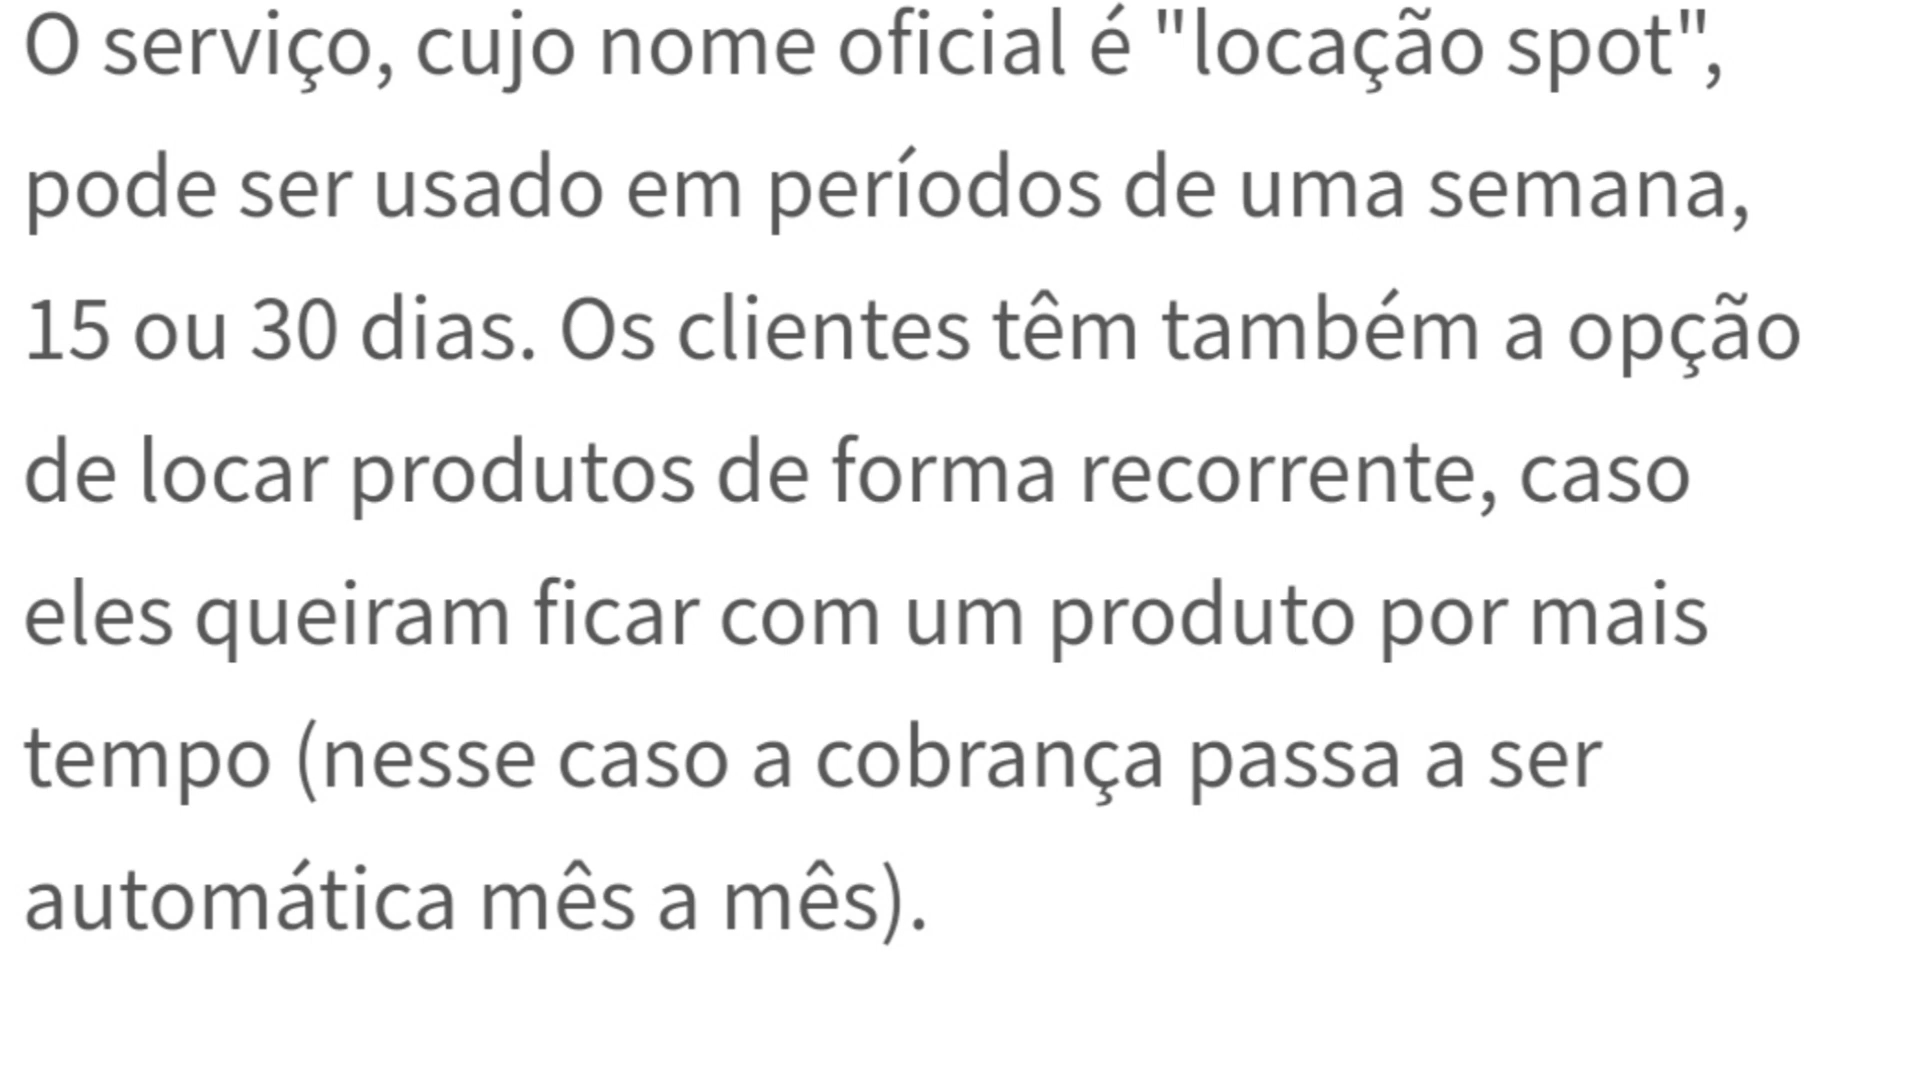 O serviço, cujo nome oficial é "locação spot",
pode ser usado em períodos de uma semana,
15 ou 30 dias. Os clientes têm também a opção
de locar produtos de forma recorrente, caso
eles queiram ficar com um produto por mais
tempo (nesse caso a cobrança passa a ser
automática mês a mês).